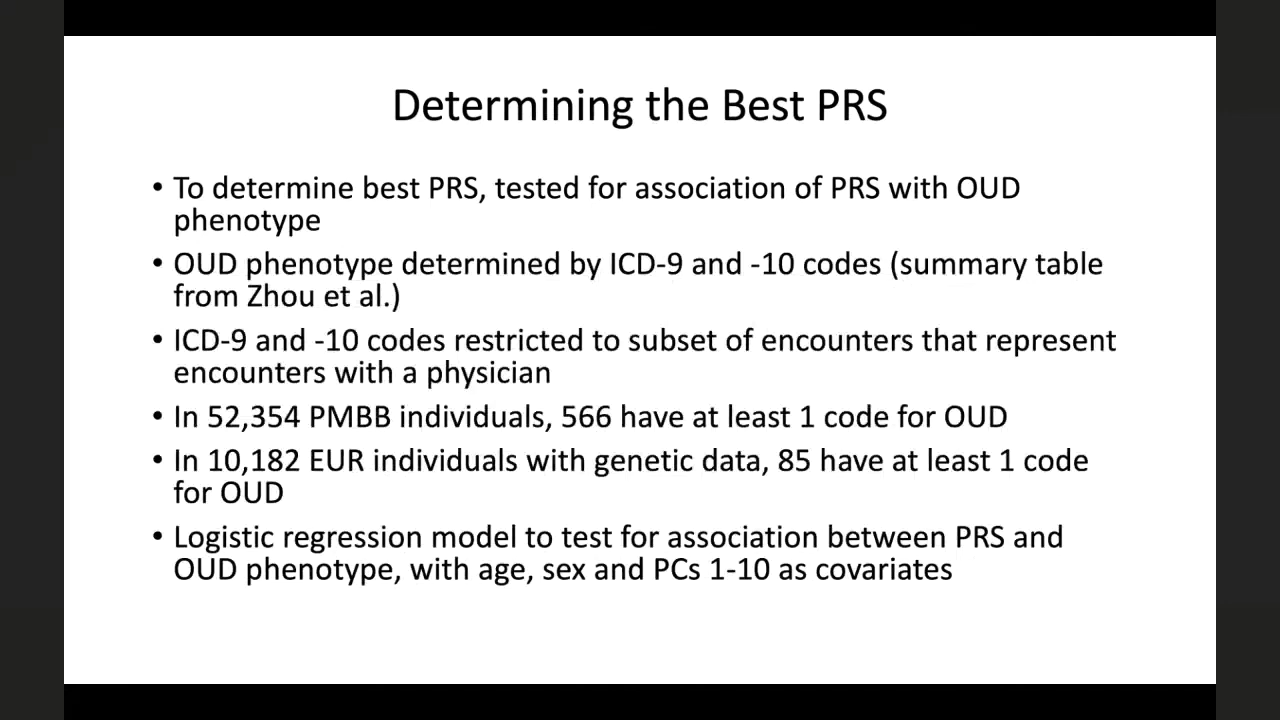 Determining the Best PRS
• To determine best PRS, tested for association of PRS with OUD
phenotype
• OUD phenotype determined by ICD-9 and -10 codes (summary table
from Zhou et al.)
• ICD-9 and -10 codes restricted to subset of encounters that represent
encounters with a physician
• In 52,354 PMBB individuals, 566 have at least 1 code for OUD
• In 10,182 EUR individuals with genetic data, 85 have at least 1 code
for OUD
• Logistic regression model to test for association between PRS and
OUD phenotype, with age, sex and PCs 1-10 as covariates